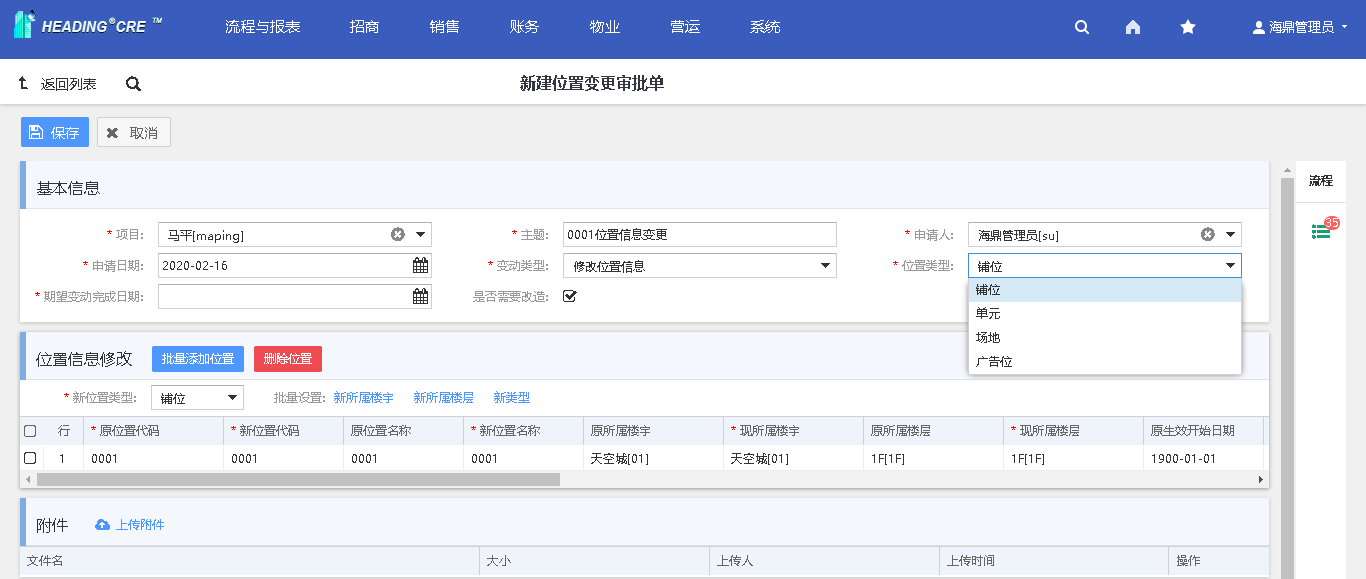 HEADING®CRE ™ 流程与报表 招商 销售 账务 物业 营运 系统 海鼎管理员
返回列表 新建位置变更审批单
保存 取消
基本信息 流程
* 项目: 马平[maping] * 主题: 0001位置信息变更 * 申请人: 海鼎管理员[su] 35
* 申请日期: 2020-02-16 * 变动类型: 修改位置信息 * 位置类型: 铺位
* 期望变动完成日期: 是否需要改造: 铺位
单元
场地
广告位
位置信息修改 批量添加位置 删除位置
* 新位置类型: 铺位 批量设置: 新所属楼宇 新所属楼层 新类型
行 * 原位置代码 * 新位置代码 原位置名称 * 新位置名称 原所属楼宇 * 现所属楼宇 原所属楼层 * 现所属楼层 原生效开始日期
1 0001 0001 0001 0001 天空城[01] 天空城[01] 1F[1F] 1F[1F] 1900-01-01
附件 上传附件
文件名 大小 上传人 上传时间 操作